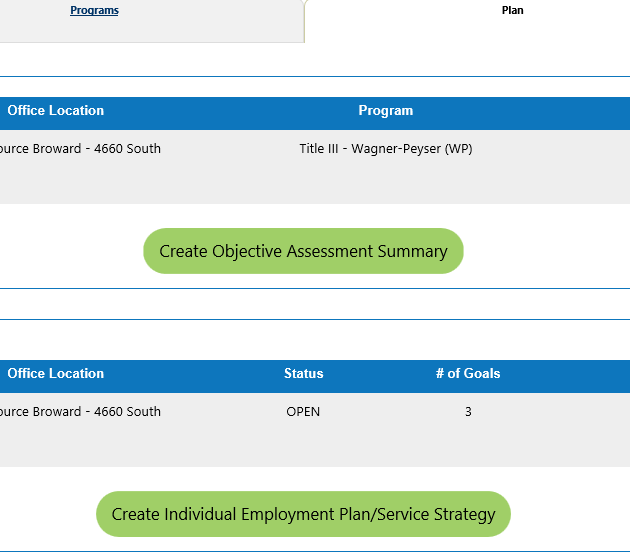 Programs Plan
Office Location Program
ource Broward - 4660 South Title III - Wagner-Peyser (WP)
Create Objective Assessment Summary
Office Location Status # of Goals
ource Broward - 4660 South OPEN 3
Create Individual Employment Plan/Service Strategy